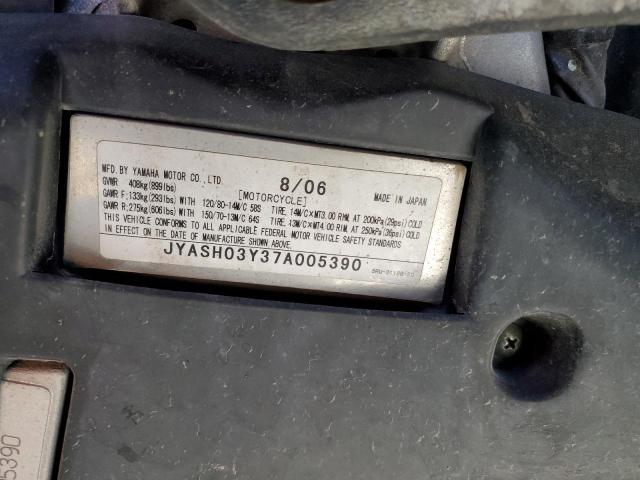 MFD.BY YAMAHA MOTOR CO.,LTD. 8/06 MADE IN JAPAN
GVWR 408kg(899lbs) [MOTORCYCLE]
GAWR F:133kg(293lbs)WITH 120/80-14M/C 58S TIRE, 14M/C×MT3.00 RIM, AT 200kPa(29psi)COLD
GAWR R:275kg(606lbs)WITH 150/70-13M/C 64S TIRE, 13M/C×MT4.00 RIM, AT 250kPa(36psi)COLD
THIS VEHICLE CONFORMS TO ALL APPLICABLE FEDERAL MOTOR VEHICLE SAFETY STANDARDS
IN EFFECT ON THE DATE OF MANUFACTURE SHOWN ABOVE.
JYASH03Y37A005390
5390